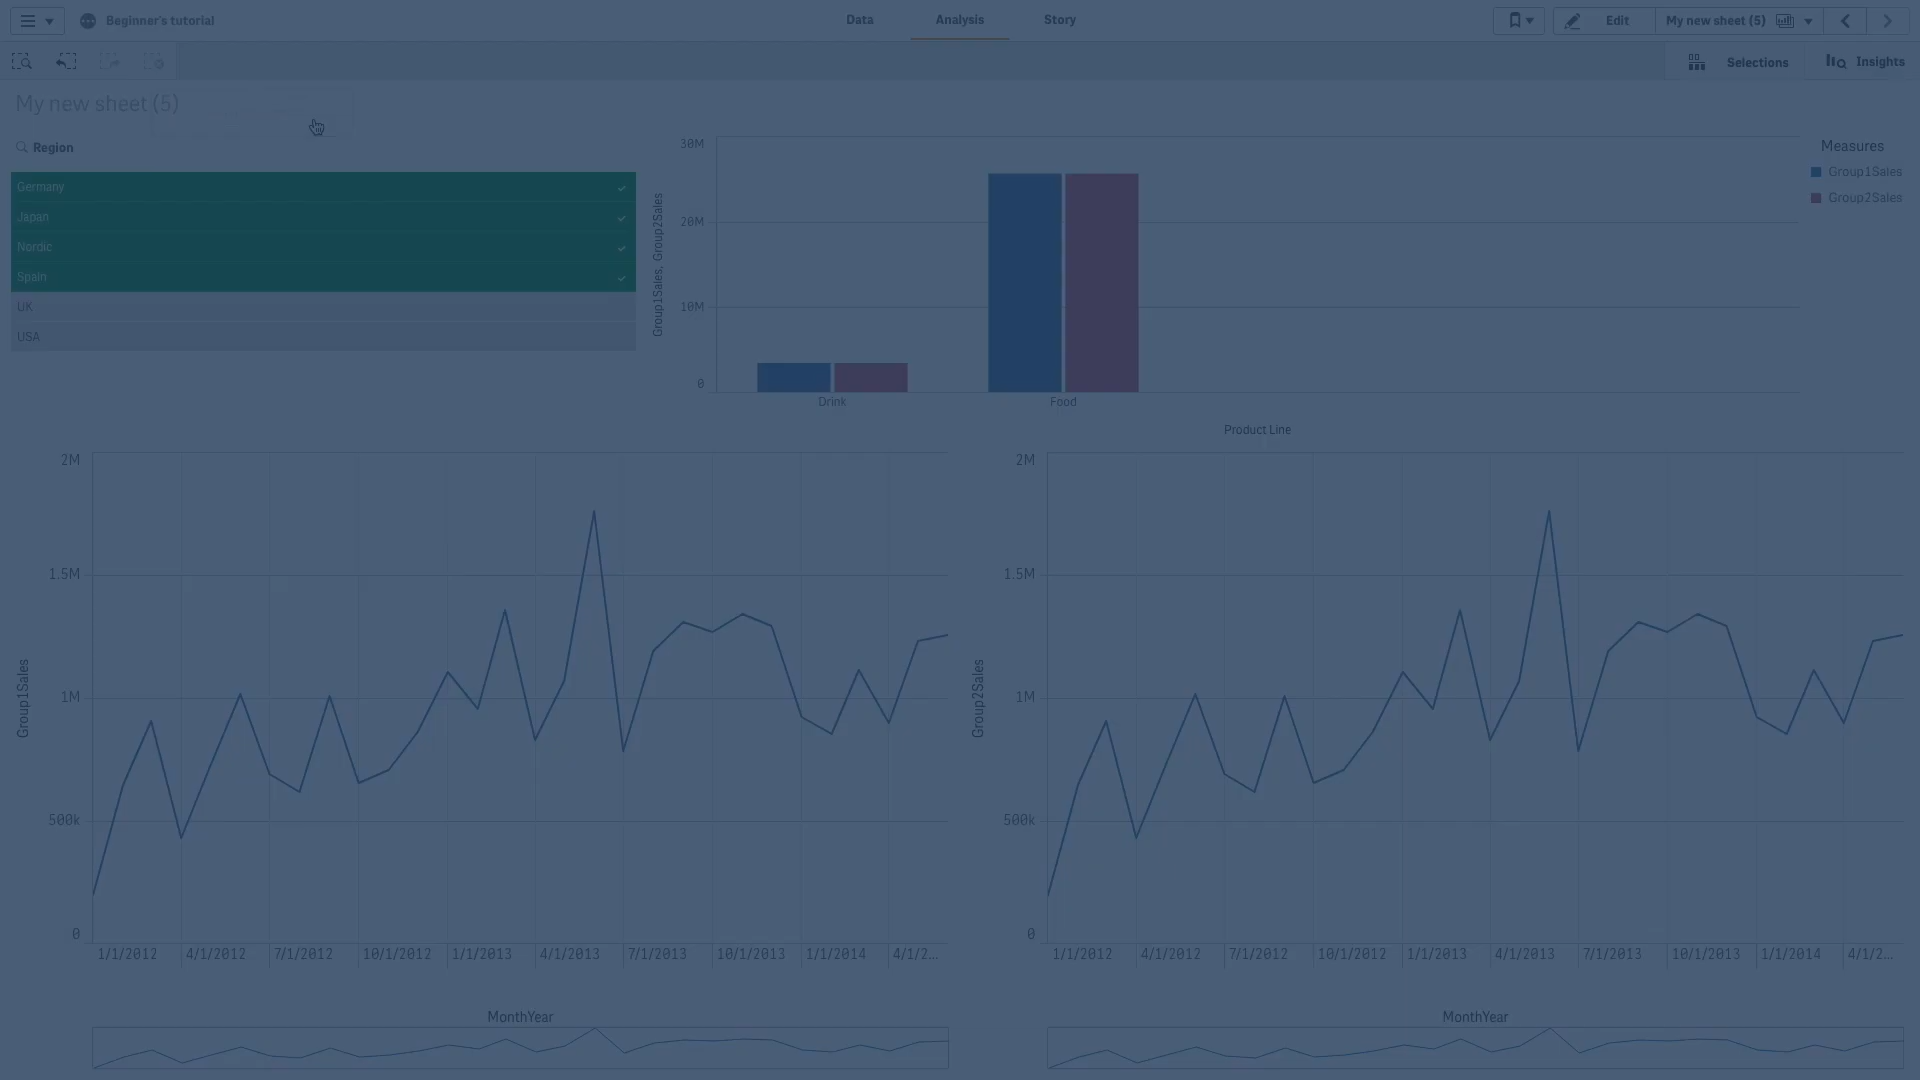 Beginner's tutorial
Data
Analysis
Story
Edit
My new sheet (5)
Selections
Insights
My new sheet (5)
Region
Germany
Japan
Nordic
Spain
UK
USA
Group1Sales, Group2Sales
30M
20M
10M
0
Drink
Food
Product Line
Measures
Group1Sales
Group2Sales
Group1Sales
2M
1.5M
1M
500k
0
1/1/2012
4/1/2012
7/1/2012
10/1/2012
1/1/2013
4/1/2013
7/1/2013
10/1/2013
1/1/2014
4/1/2...
MonthYear
Group2Sales
2M
1.5M
1M
500k
0
1/1/2012
4/1/2012
7/1/2012
10/1/2012
1/1/2013
4/1/2013
7/1/2013
10/1/2013
1/1/2014
4/1/2...
MonthYear